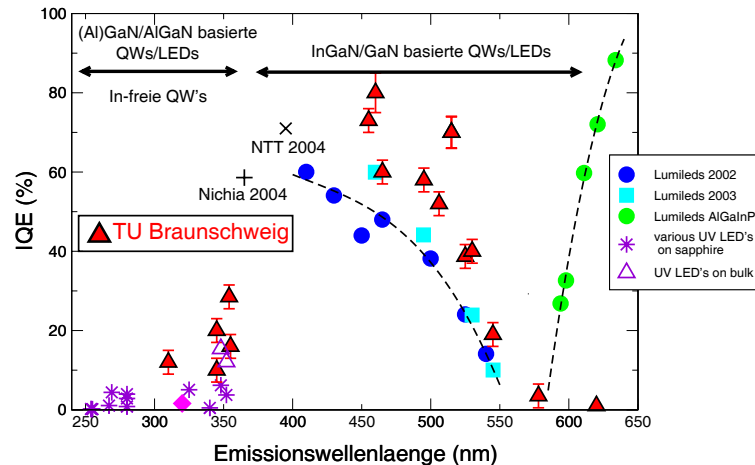 (Al)GaN/AlGaN basierte
QWs/LEDs
InGaN/GaN basierte QWs/LEDs
In-freie QW's
NTT 2004
Nichia 2004
TU Braunschweig
IQE (%)
100
80
60
40
20
0
250 300 350 400 450 500 550 600 650
Emissionswellenlaenge (nm)
Lumileds 2002
Lumileds 2003
Lumileds AlGaInP
various UV LED's
on sapphire
UV LED's on bulk